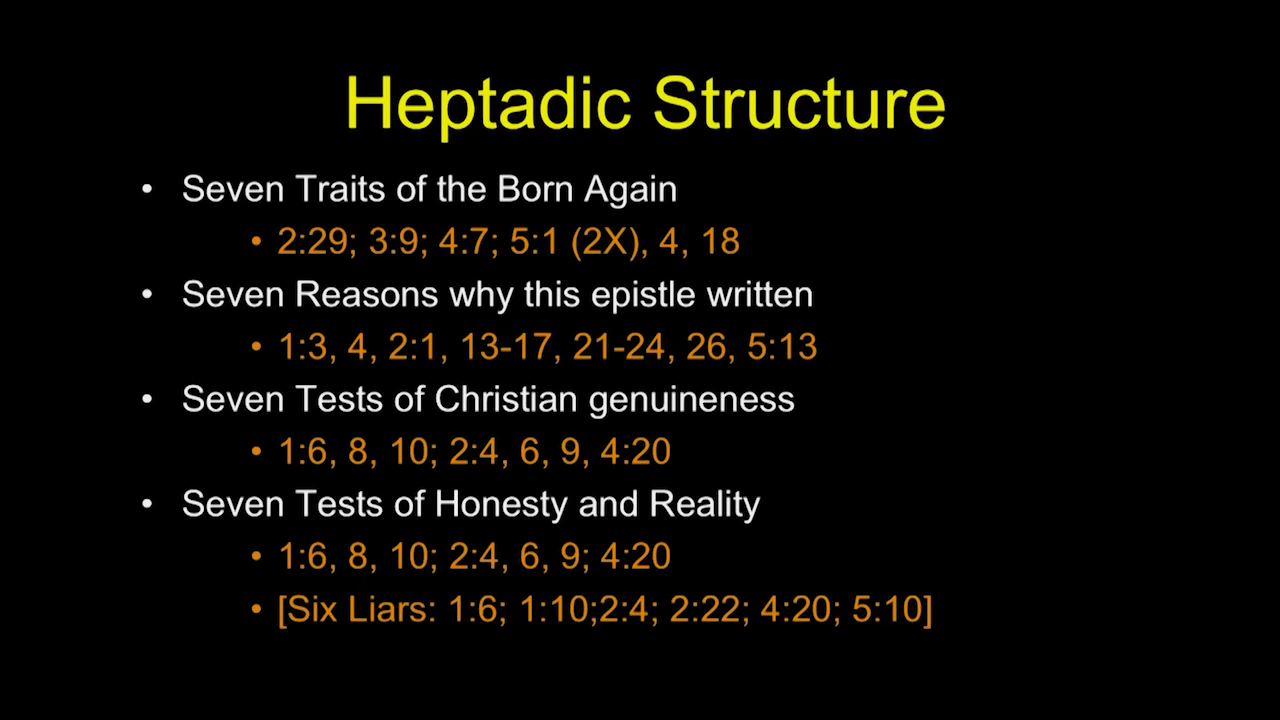 Heptadic Structure
• Seven Traits of the Born Again
• 2:29; 3:9; 4:7; 5:1 (2X), 4, 18
• Seven Reasons why this epistle written
• 1:3, 4, 2:1, 13-17, 21-24, 26, 5:13
• Seven Tests of Christian genuineness
• 1:6, 8, 10; 2:4, 6, 9, 4:20
• Seven Tests of Honesty and Reality
• 1:6, 8, 10; 2:4, 6, 9; 4:20
• [Six Liars: 1:6; 1:10;2:4; 2:22; 4:20; 5:10]